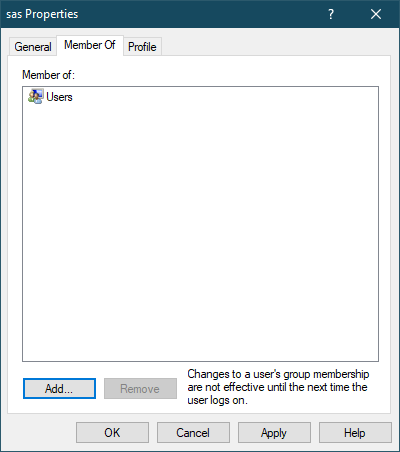 sas Properties ?
General Member Of Profile
Member of:
Users
Add... Remove
Changes to a user's group membership
are not effective until the next time the
user logs on.
OK Cancel Apply Help